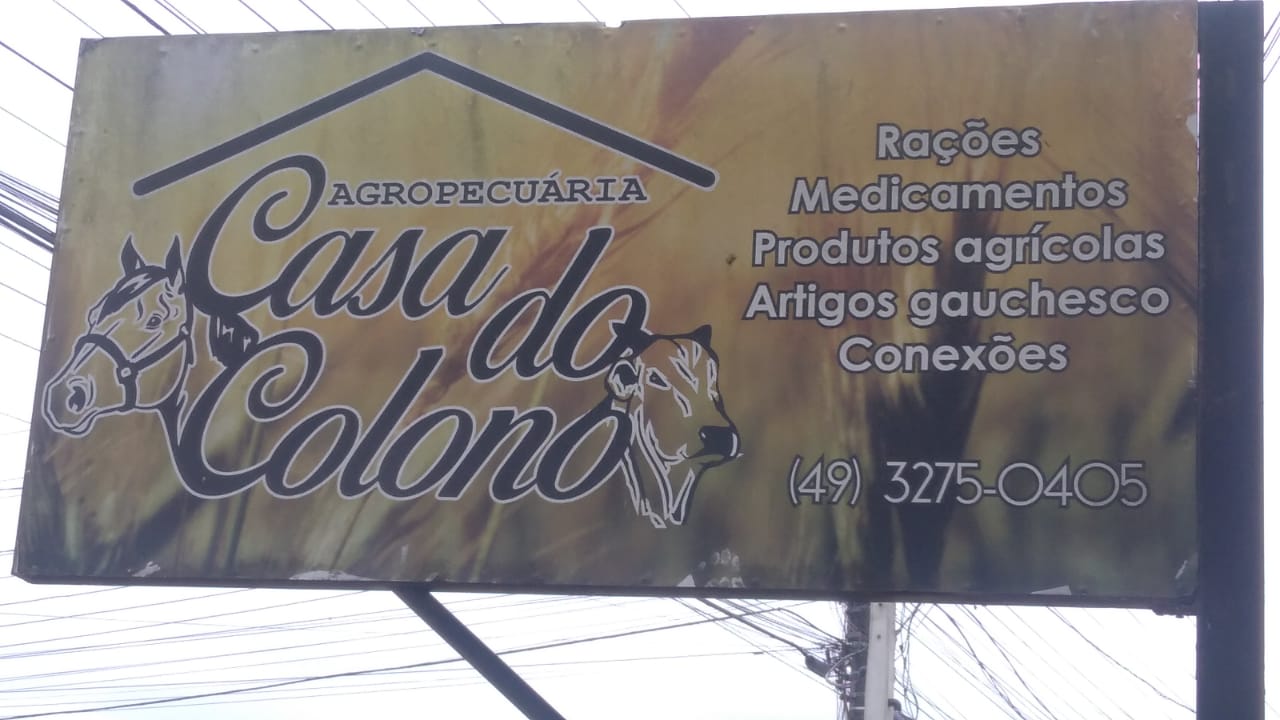 AGROPECUÁRIA
Casa
do
Colono
Rações
Medicamentos
Produtos agrícolas
Artigos gauchesco
Conexões
(49) 3275-0405